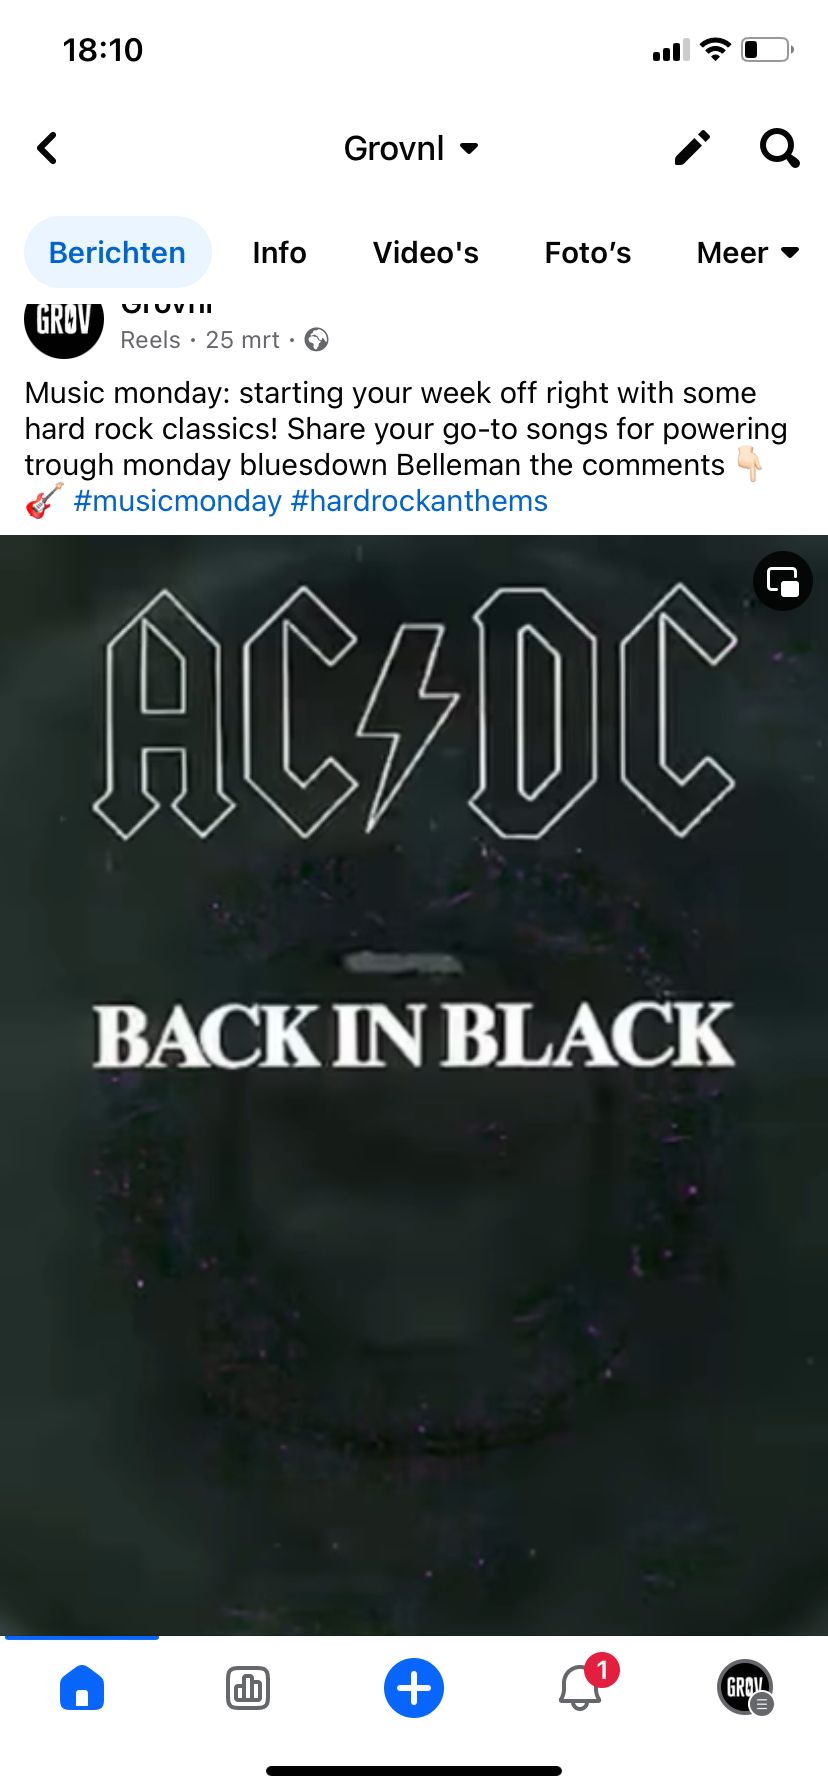 18:10
Grovnl
Berichten Info Video's Foto's Meer
GRØV Grovnl
Reels · 25 mrt ·
Music monday: starting your week off right with some
hard rock classics! Share your go-to songs for powering
trough monday bluesdown Belleman the comments 👇🏻
🎸 #musicmonday #hardrockanthems
AC⚡DC
BACK IN BLACK
1
GRØV